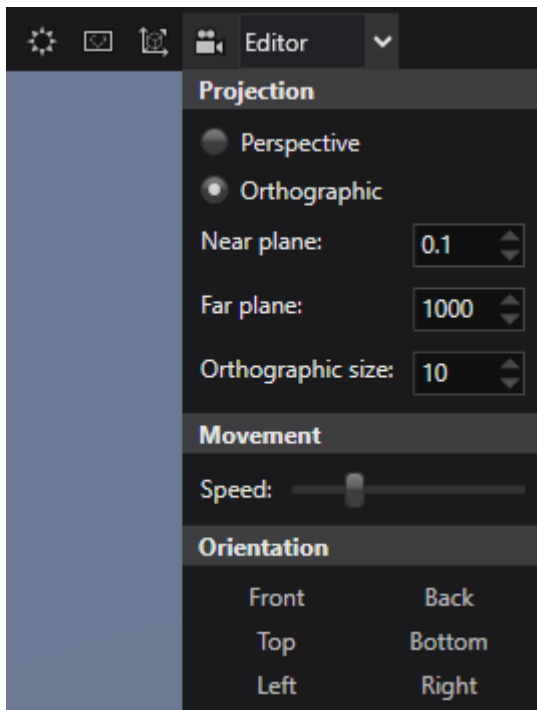 Editor
Projection
Perspective
Orthographic
Near plane: 0.1
Far plane: 1000
Orthographic size: 10
Movement
Speed:
Orientation
Front Back
Top Bottom
Left Right